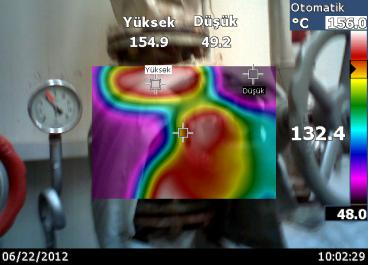 Otomatik
Yüksek Düşük
°C 156.0
154.9 49.2
Yüksek
Düşük
132.4
48.0
06/22/2012 10:02:29